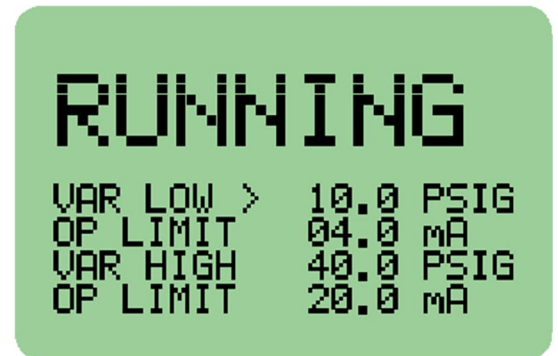 RUNNING
VAR LOW > 10.0 PSIG
OP LIMIT 04.0 mA
VAR HIGH 40.0 PSIG
OP LIMIT 20.0 mA